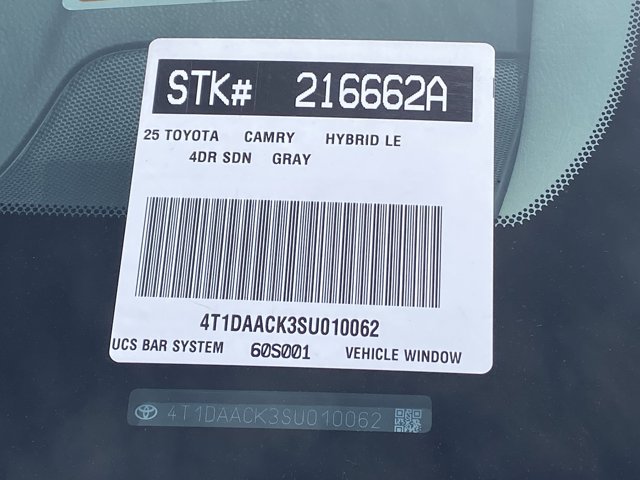 STK# 216662A
25 TOYOTA CAMRY HYBRID LE
4DR SDN GRAY
4T1DAACK3SU010062
UCS BAR SYSTEM 60S001 VEHICLE WINDOW
4T1DAACK3SU010062